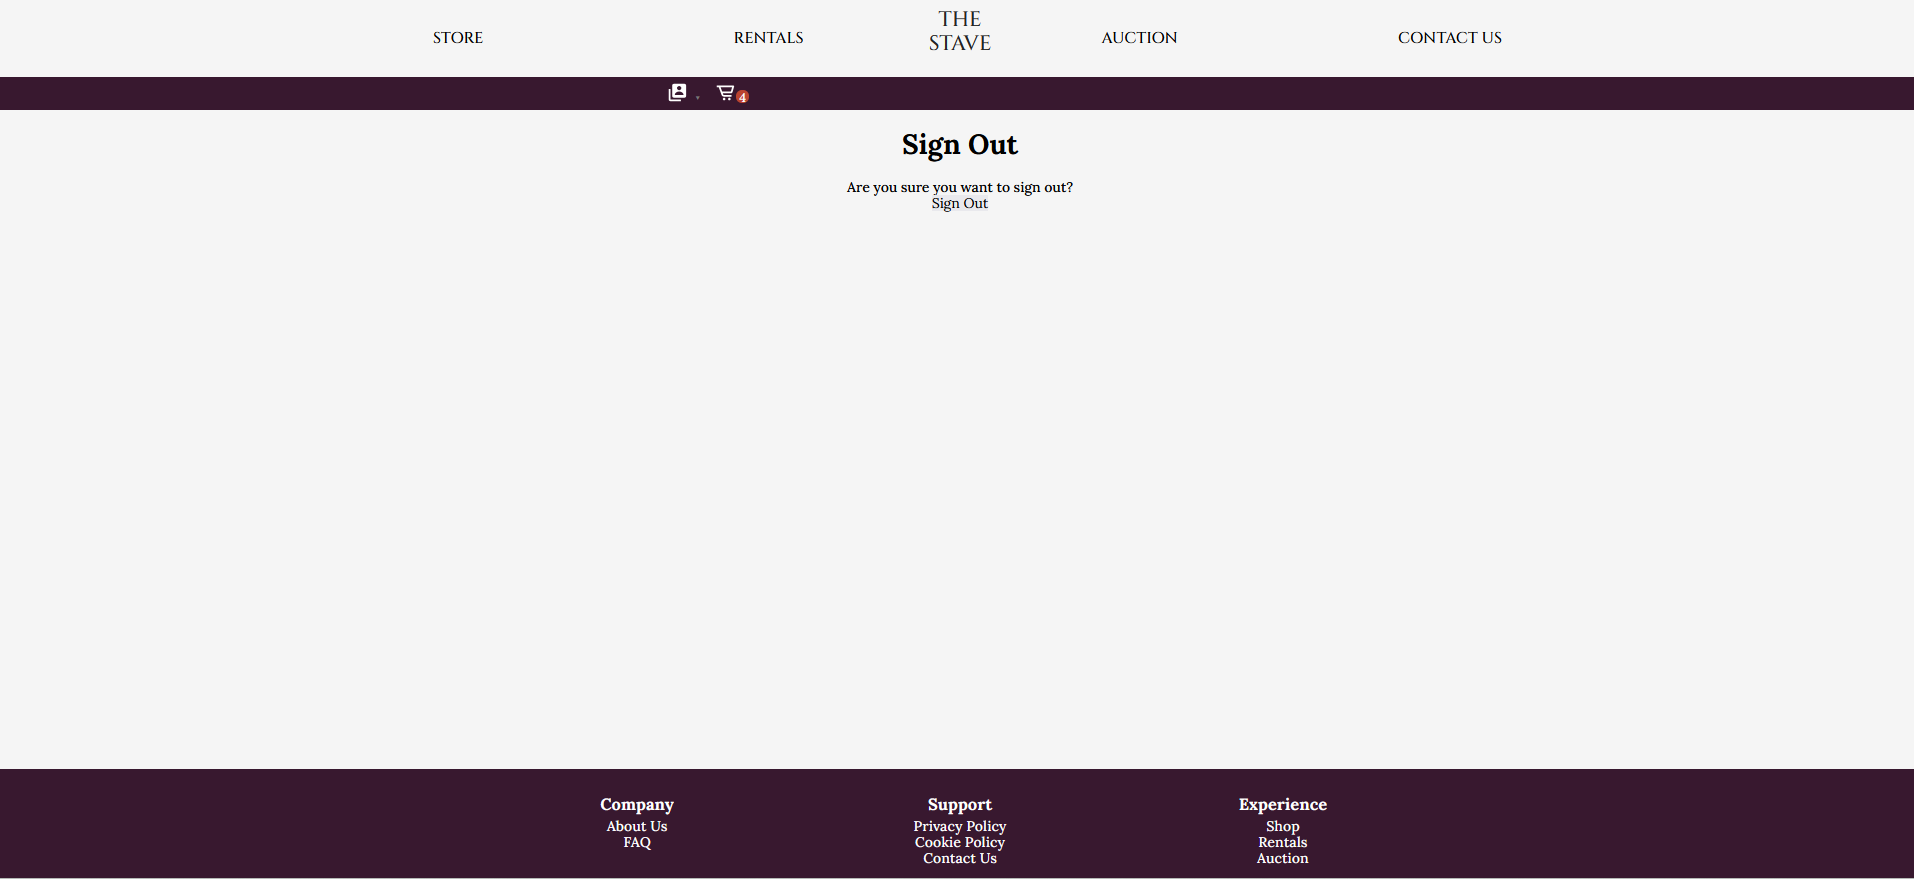 STORE
RENTALS
THE
STAVE
AUCTION
CONTACT US
4
Sign Out
Are you sure you want to sign out?
Sign Out
Company
About Us
FAQ
Support
Privacy Policy
Cookie Policy
Contact Us
Experience
Shop
Rentals
Auction